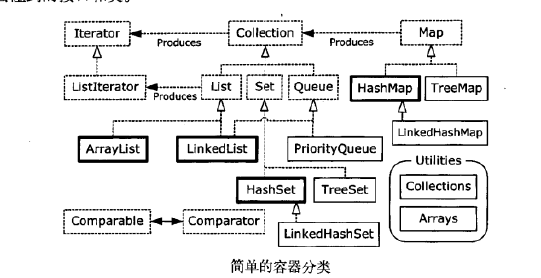 Iterator Collection Map
Produces Produces
ListIterator Produces List Set Queue HashMap TreeMap
LinkedHashMap
ArrayList LinkedList PriorityQueue
Utilities
HashSet TreeSet Collections
Comparable Comparator Arrays
LinkedHashSet
简单的容器分类